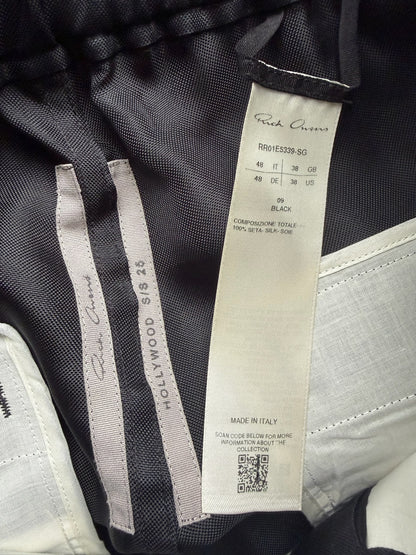 Rick Owens
HOLLYWOOD S/S 25
Rick Owens
RR01E5339-SG
48 IT 38 GB
48 DE 38 US
09
BLACK
COMPOSIZIONE TOTALE
100% SETA- SILK- SOIE
MADE IN ITALY
SCAN CODE BELOW FOR MORE
INFORMATION ABOUT THE
COLLECTION